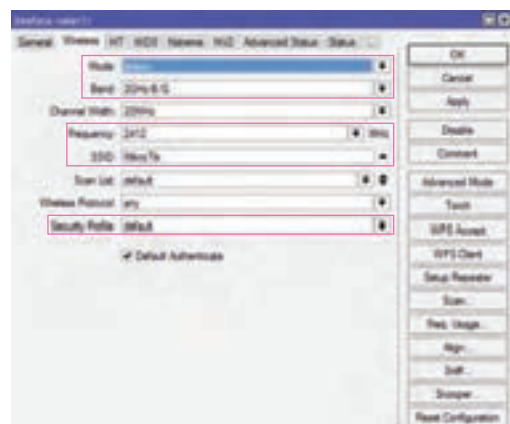 Interface <wlan1>
General Wireless HT WDS Nstreme NV2 Advanced Status Status
Mode:
Band: 2GHz-B/G
Channel Width: 20MHz
Frequency: 2412 MHz
SSID: MikroTik
Scan List: default
Wireless Protocol: any
Security Profile: default
Default Authenticate
OK
Cancel
Apply
Disable
Comment
Advanced Mode
Torch
WPS Accept
WPS Client
Setup Repeater
Scan...
Freq. Usage...
Align...
Sniff...
Snooper...
Reset Configuration